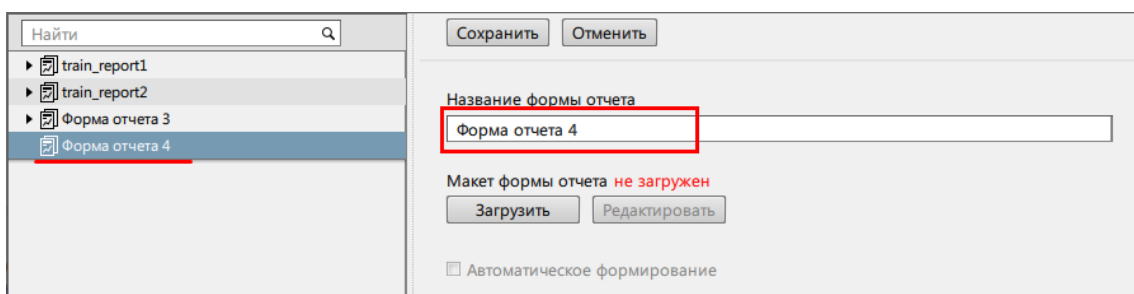 Найти
train_report1
train_report2
Форма отчета 3
Форма отчета 4
Сохранить Отменить
Название формы отчета
Форма отчета 4
Макет формы отчета не загружен
Загрузить Редактировать
Автоматическое формирование